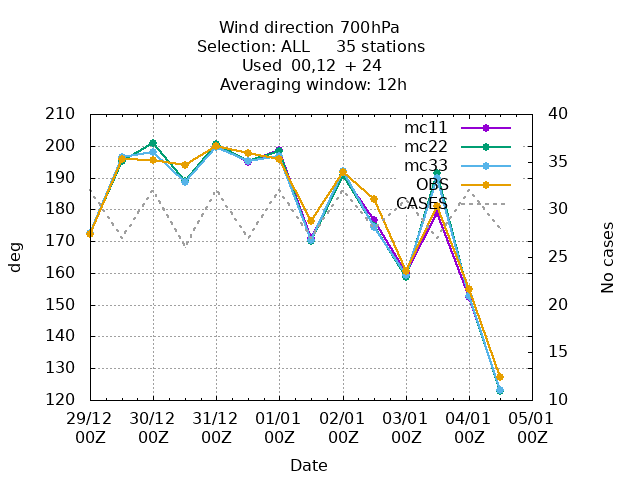 Wind direction 700hPa
Selection: ALL 35 stations
Used 00,12 + 24
Averaging window: 12h
210 40
mc11
mc22
200
mc33 35
190
OBS
CASES
180 30
170
25
160
150 20
140
15
130
120 10
deg
No cases
29/12 30/12 31/12 01/01 02/01 03/01 04/01 05/01
00Z 00Z 00Z 00Z 00Z 00Z 00Z 00Z
Date